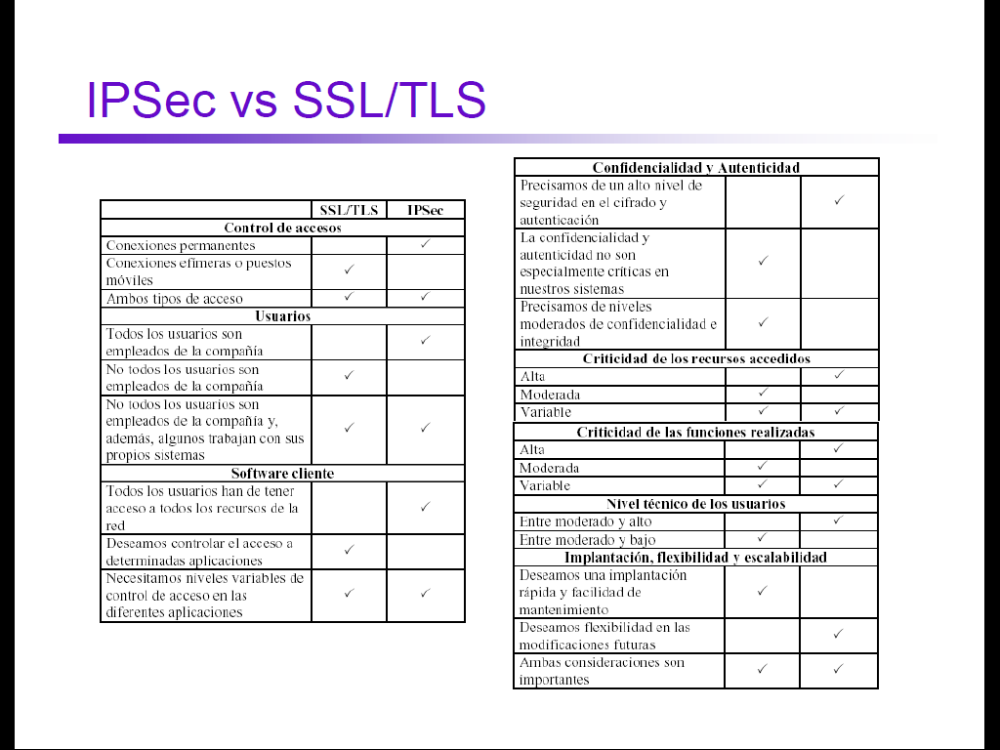 IPSec vs SSL/TLS
SSL/TLS IPSec
Control de accesos
Conexiones permanentes ✓
Conexiones efímeras o puestos
móviles ✓
Ambos tipos de acceso ✓ ✓
Usuarios
Todos los usuarios son
empleados de la compañía ✓
No todos los usuarios son
empleados de la compañía ✓
No todos los usuarios son
empleados de la compañía y,
además, algunos trabajan con sus
propios sistemas ✓ ✓
Software cliente
Todos los usuarios han de tener
acceso a todos los recursos de la
red ✓
Deseamos controlar el acceso a
determinadas aplicaciones ✓
Necesitamos niveles variables de
control de acceso en las
diferentes aplicaciones ✓ ✓
Confidencialidad y Autenticidad
Precisamos de un alto nivel de
seguridad en el cifrado y
autenticación ✓
La confidencialidad y
autenticidad no son
especialmente críticas en
nuestros sistemas ✓
Precisamos de niveles
moderados de confidencialidad e
integridad ✓
Criticidad de los recursos accedidos
Alta ✓
Moderada ✓
Variable ✓ ✓
Criticidad de las funciones realizadas
Alta ✓
Moderada ✓
Variable ✓ ✓
Nivel técnico de los usuarios
Entre moderado y alto ✓
Entre moderado y bajo ✓
Implantación, flexibilidad y escalabilidad
Deseamos una implantación
rápida y facilidad de
mantenimiento ✓
Deseamos flexibilidad en las
modificaciones futuras ✓
Ambas consideraciones son
importantes ✓ ✓